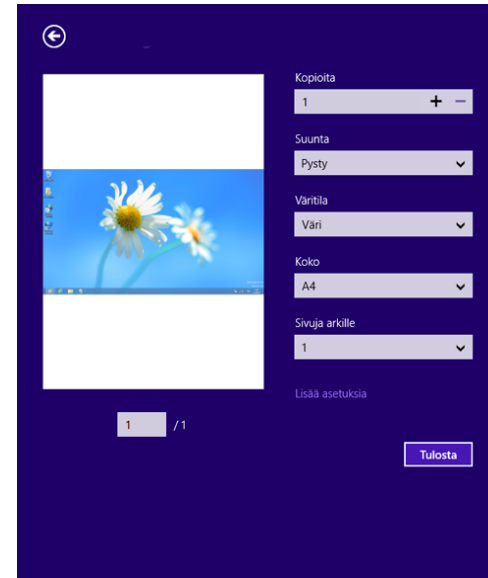 Kopioita
1
Suunta
Pysty
Väritila
Väri
Koko
A4
Sivuja arkille
1
Lisää asetuksia
1 / 1
Tulosta